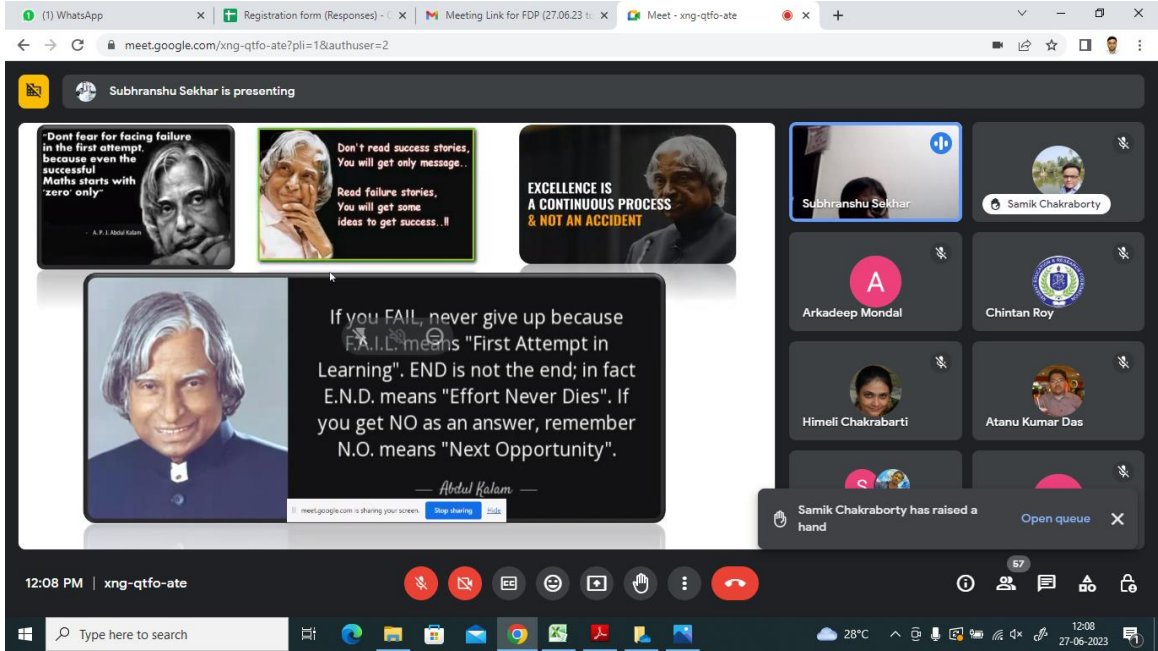 (1) WhatsApp
Registration form (Responses) -
Meeting Link for FDP (27.06.23 t
Meet - xng-qtfo-ate
meet.google.com/xng-qtfo-ate?pli=1&authuser=2
Subhranshu Sekhar is presenting
"Dont fear for facing failure
in the first attempt,
because even the
successful
Maths starts with
'zero' only"
- A. P. J. Abdul Kalam
Don't read success stories,
You will get only message..
Read failure stories,
You will get some
ideas to get success..!!
EXCELLENCE IS
A CONTINUOUS PROCESS
& NOT AN ACCIDENT
If you FAIL, never give up because
F.A.I.L. means "First Attempt in
Learning". END is not the end; in fact
E.N.D. means "Effort Never Dies". If
you get NO as an answer, remember
N.O. means "Next Opportunity".
— Abdul Kalam —
meet.google.com is sharing your screen.
Stop sharing
Hide
Subhranshu Sekhar
Samik Chakraborty
A
Arkadeep Mondal
Chintan Roy
Himeli Chakrabarti
Atanu Kumar Das
S
Samik Chakraborty has raised a
hand
Open queue
12:08 PM | xng-qtfo-ate
57
Type here to search
28°C
12:08
27-06-2023